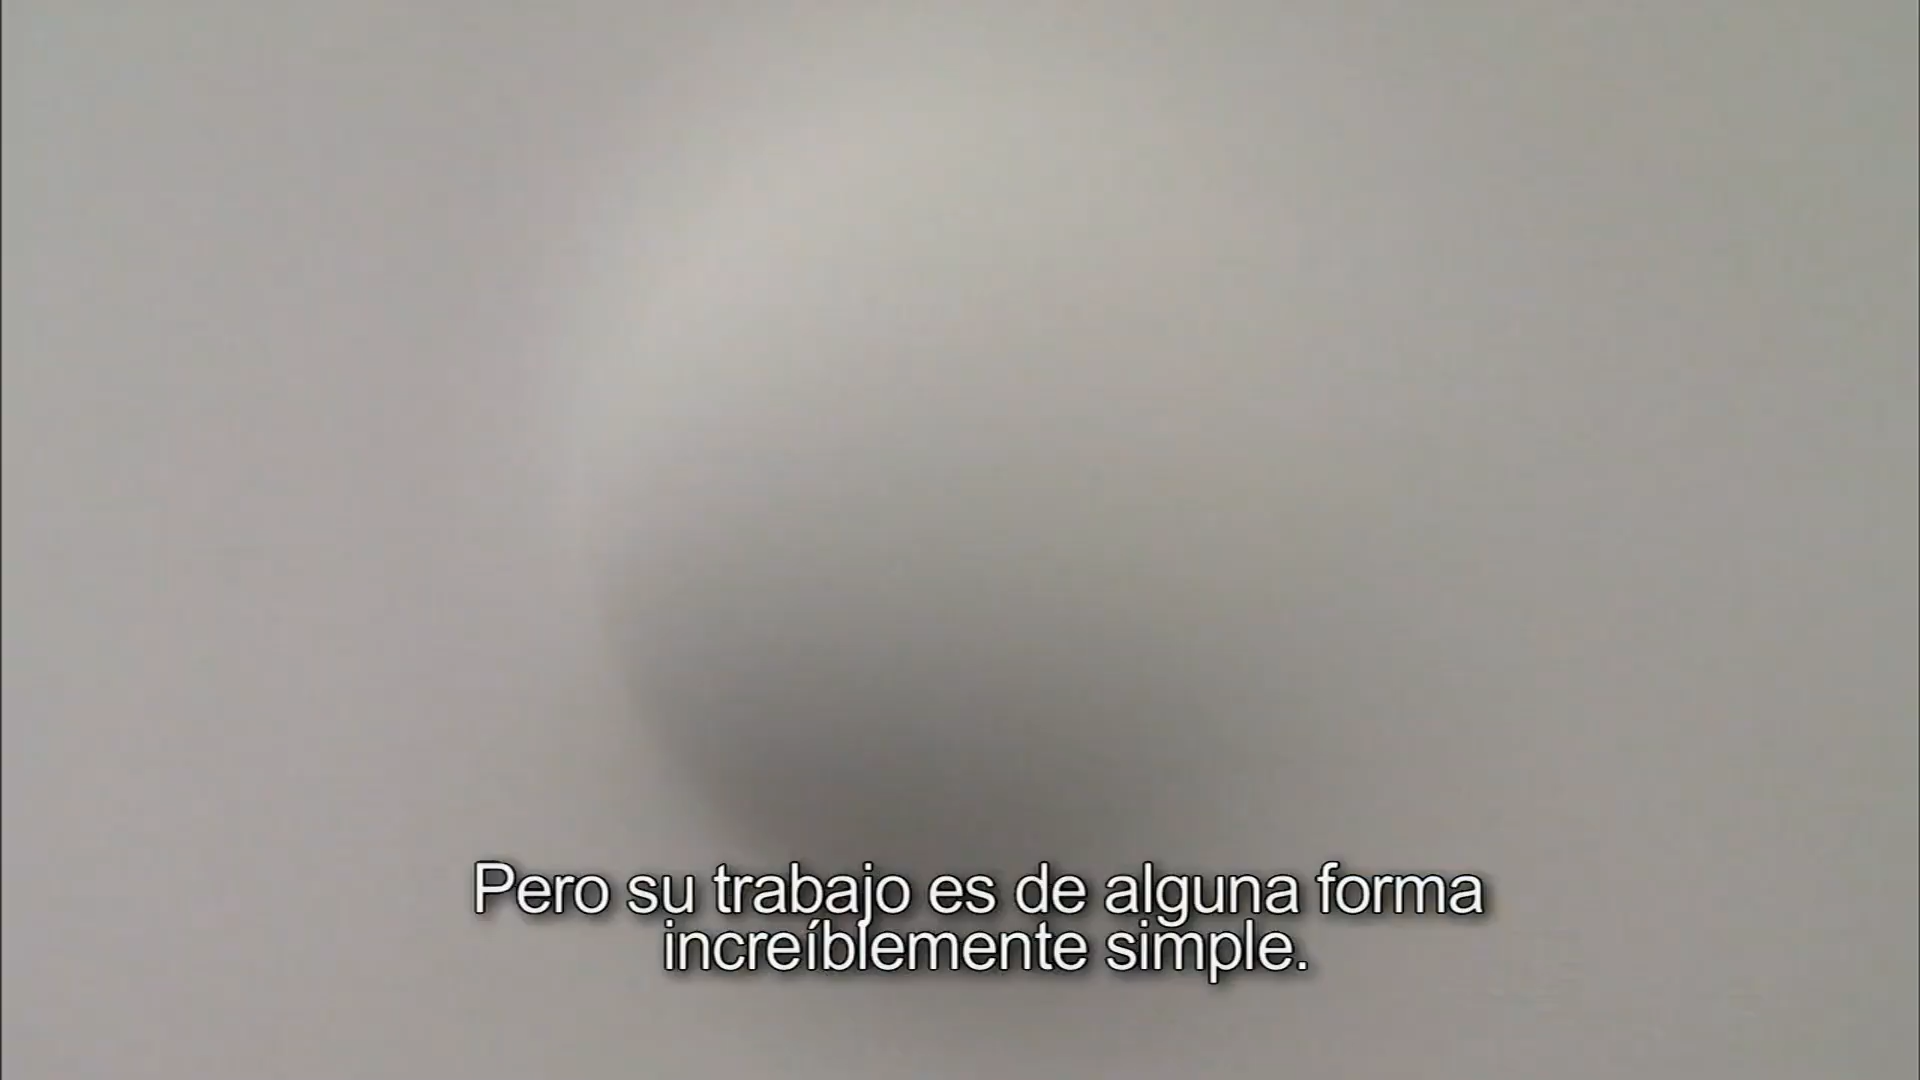 Pero su trabajo es de alguna forma
increíblemente simple.